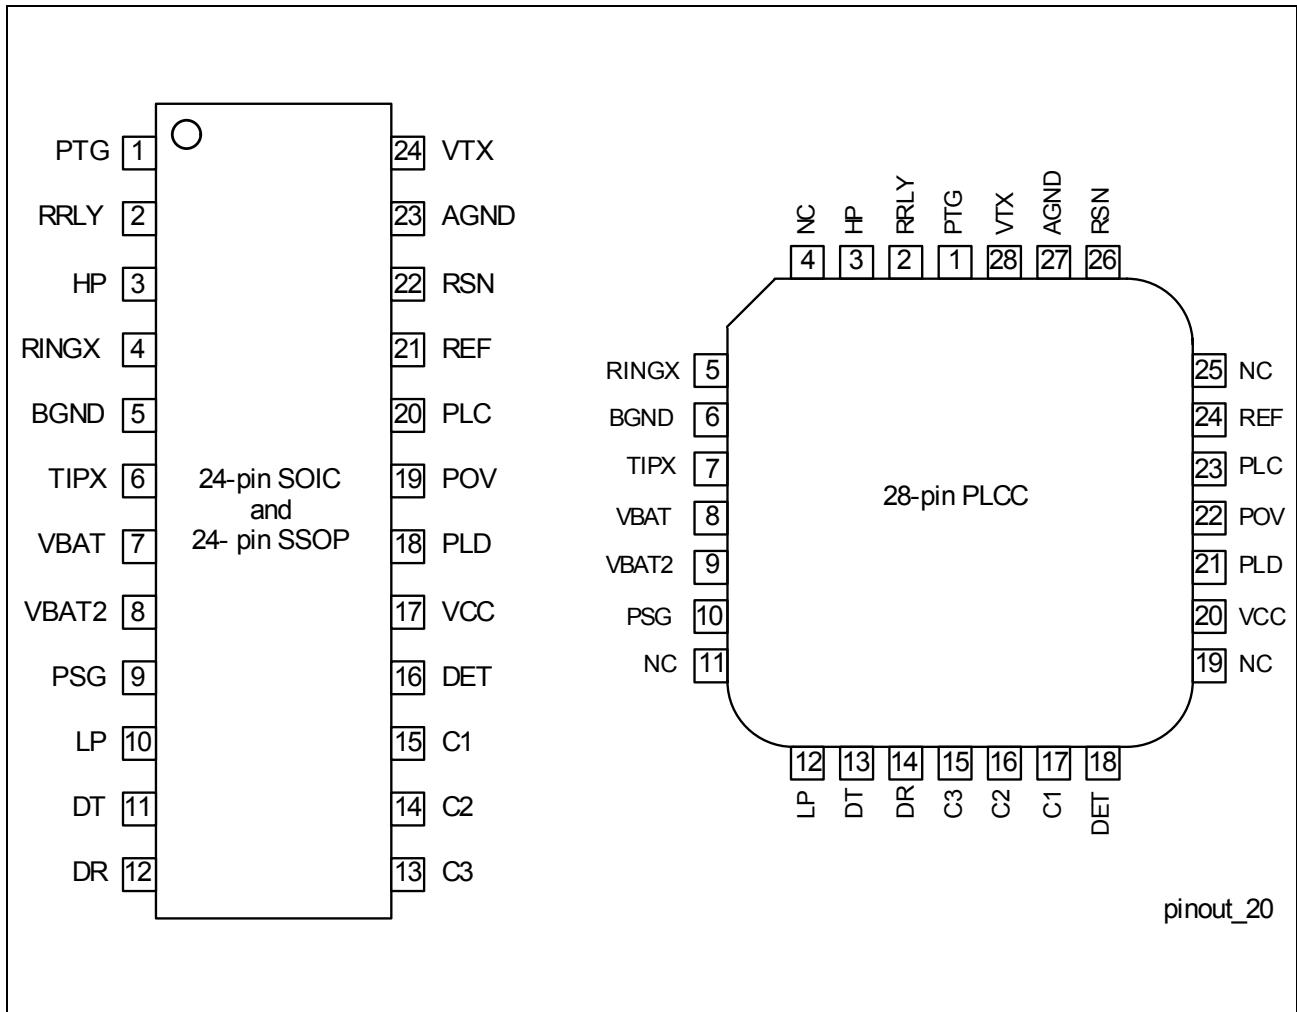 PTG 1
24 VTX
RRLY 2
23 AGND
HP 3
22 RSN
RINGX 4
21 REF
BGND 5
20 PLC
TIPX 6
19 POV
VBAT 7
18 PLD
VBAT2 8
17 VCC
PSG 9
16 DET
LP 10
15 C1
DT 11
14 C2
DR 12
13 C3
24-pin SOIC
and
24- pin SSOP
NC
HP
RRLY
PTG
VTX
AGND
RSN
4 3 2 1 28 27 26
RINGX 5
25 NC
BGND 6
24 REF
TIPX 7
23 PLC
VBAT 8
22 POV
VBAT2 9
21 PLD
PSG 10
20 VCC
NC 11
19 NC
28-pin PLCC
12 13 14 15 16 17 18
LP
DT
DR
C3
C2
C1
DET
pinout_20